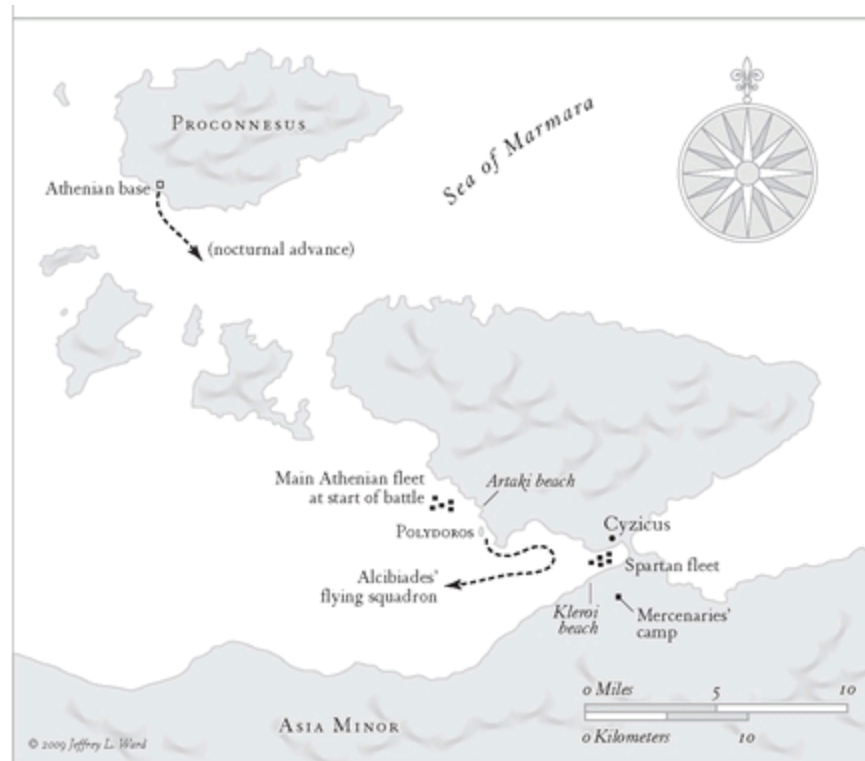 PROCONNESUS
Sea of Marmara
Athenian base
(nocturnal advance)
Main Athenian fleet
at start of battle
Artaki beach
POLYDOROS
Cyzicus
Spartan fleet
Alcibiades'
flying squadron
Kleroi
beach
Mercenaries'
camp
0 Miles 5 10
0 Kilometers 10
ASIA MINOR
© 2009 Jeffrey L. Ward